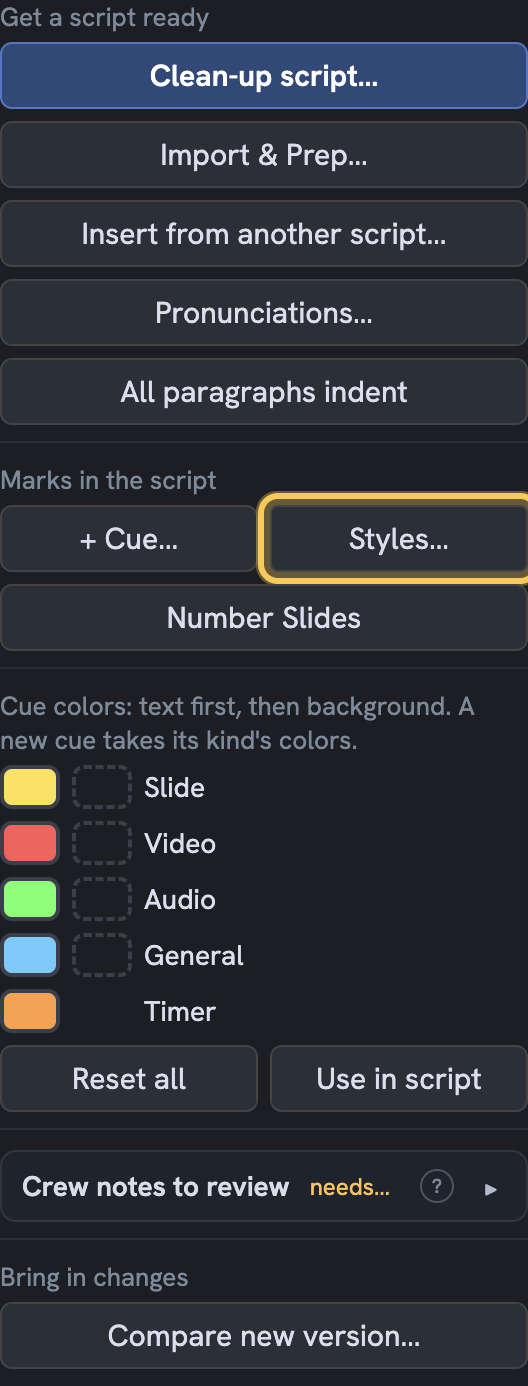 Get a script ready
Clean-up script...
Import & Prep...
Insert from another script...
Pronunciations...
All paragraphs indent
Marks in the script
+ Cue...
Styles...
Number Slides
Cue colors: text first, then background. A
new cue takes its kind's colors.
Slide
Video
Audio
General
Timer
Reset all
Use in script
Crew notes to review needs... ? ▸
Bring in changes
Compare new version...